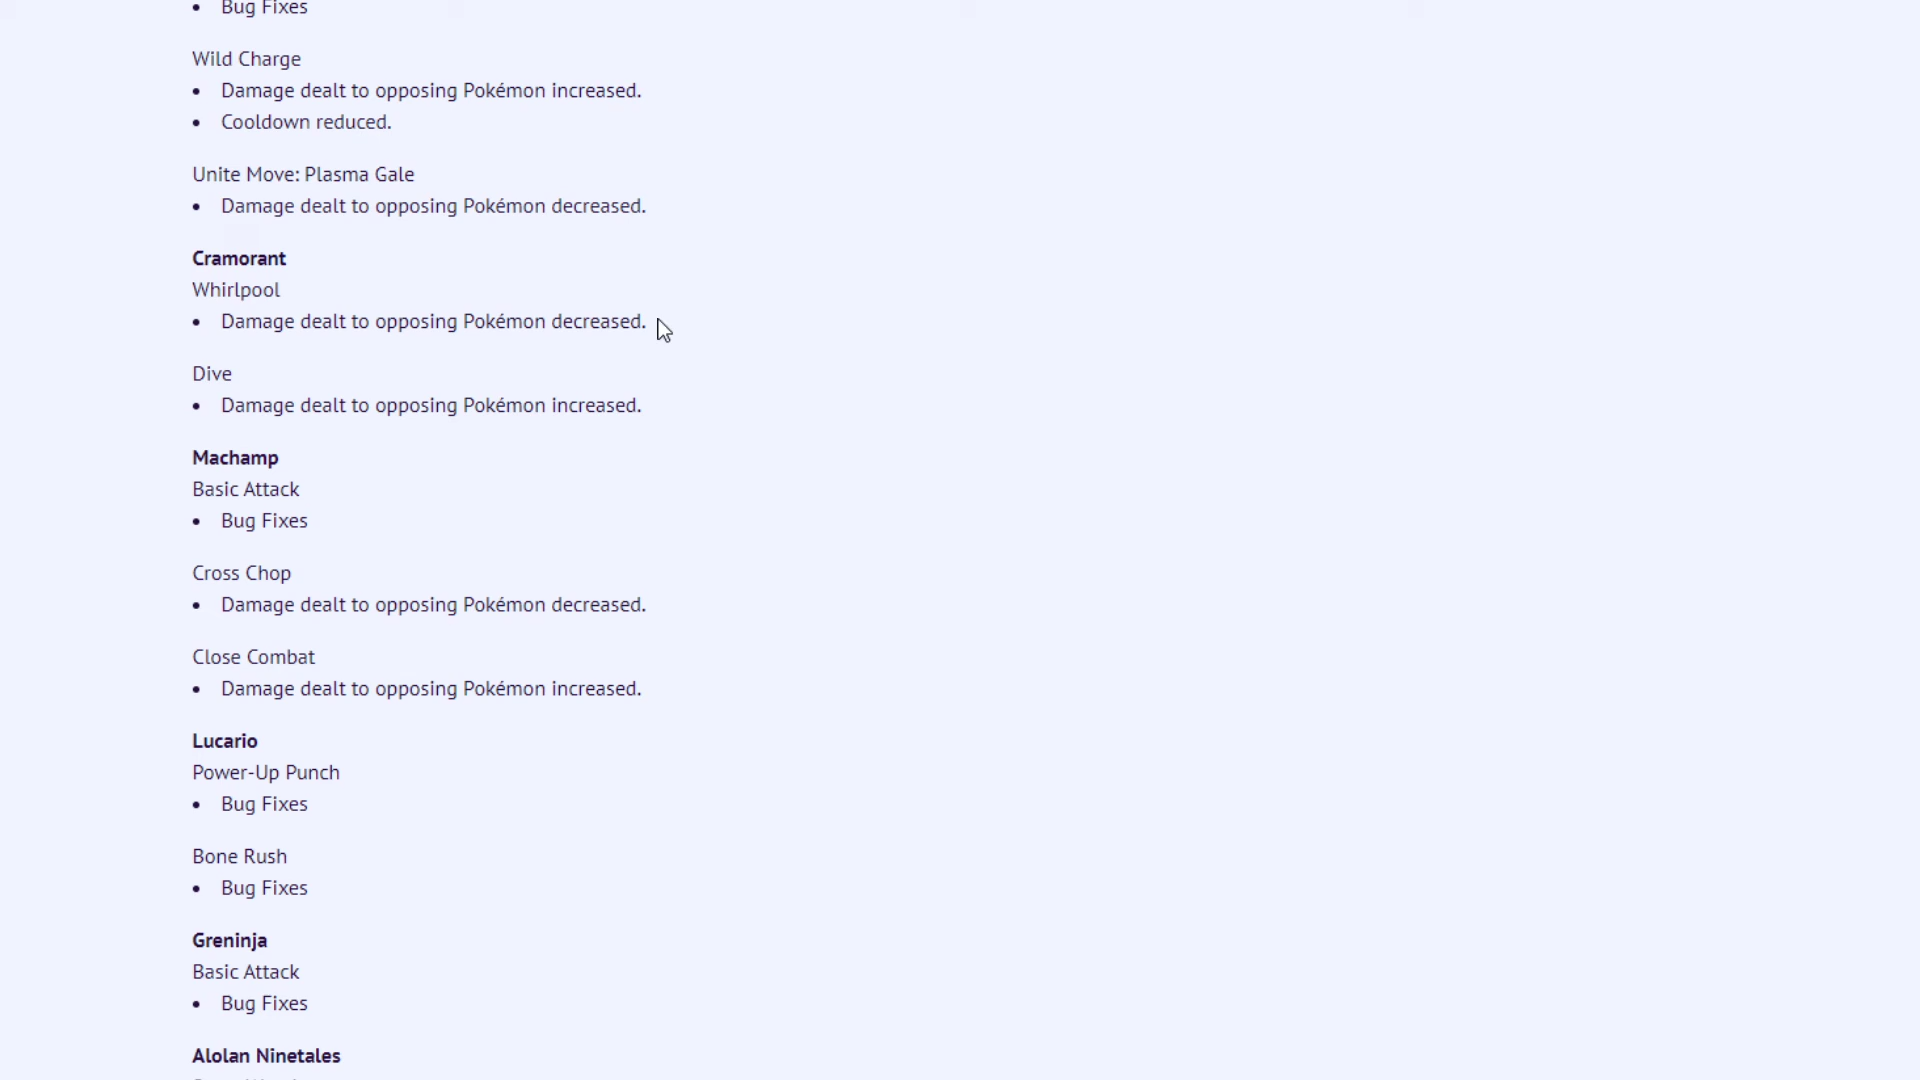 • Bug Fixes
Wild Charge
• Damage dealt to opposing Pokémon increased.
• Cooldown reduced.
Unite Move: Plasma Gale
• Damage dealt to opposing Pokémon decreased.
Cramorant
Whirlpool
• Damage dealt to opposing Pokémon decreased.
Dive
• Damage dealt to opposing Pokémon increased.
Machamp
Basic Attack
• Bug Fixes
Cross Chop
• Damage dealt to opposing Pokémon decreased.
Close Combat
• Damage dealt to opposing Pokémon increased.
Lucario
Power-Up Punch
• Bug Fixes
Bone Rush
• Bug Fixes
Greninja
Basic Attack
• Bug Fixes
Alolan Ninetales